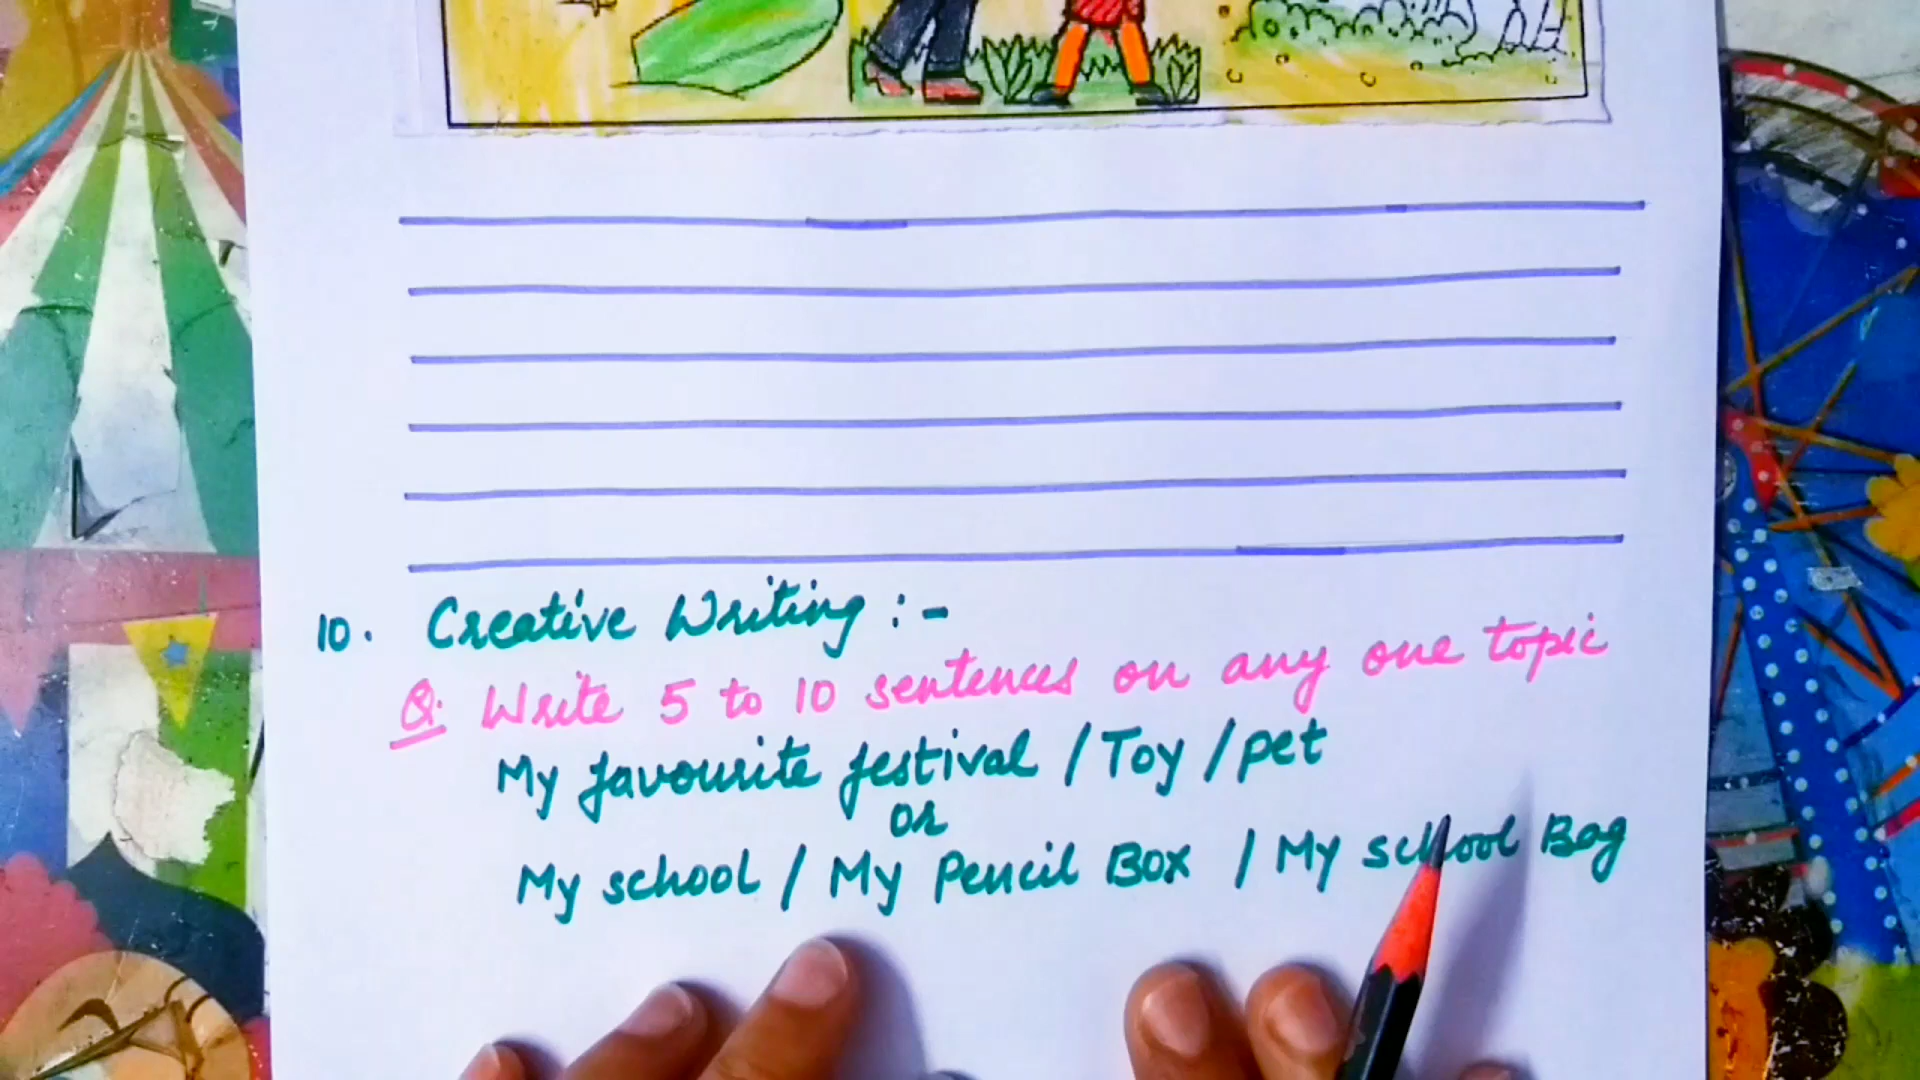 10. Creative Writing :-
Q. Write 5 to 10 sentences on any one topic
My favourite festival / Toy / pet
or
My school / My Pencil Box / My school Bag